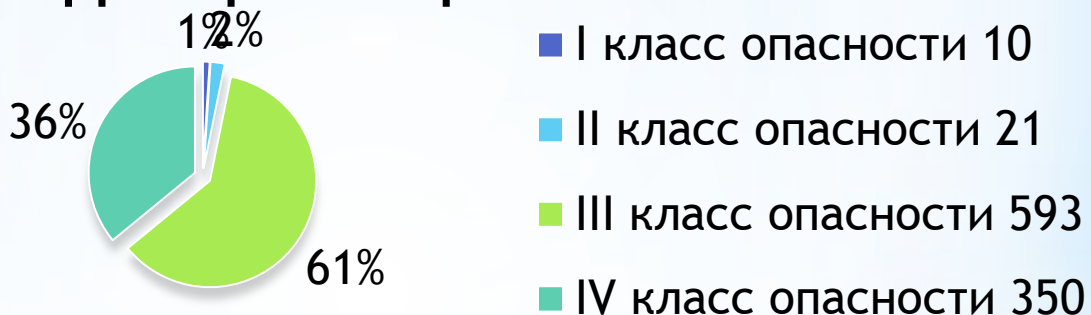 1%
2%
36%
61%
I класс опасности 10
II класс опасности 21
III класс опасности 593
IV класс опасности 350